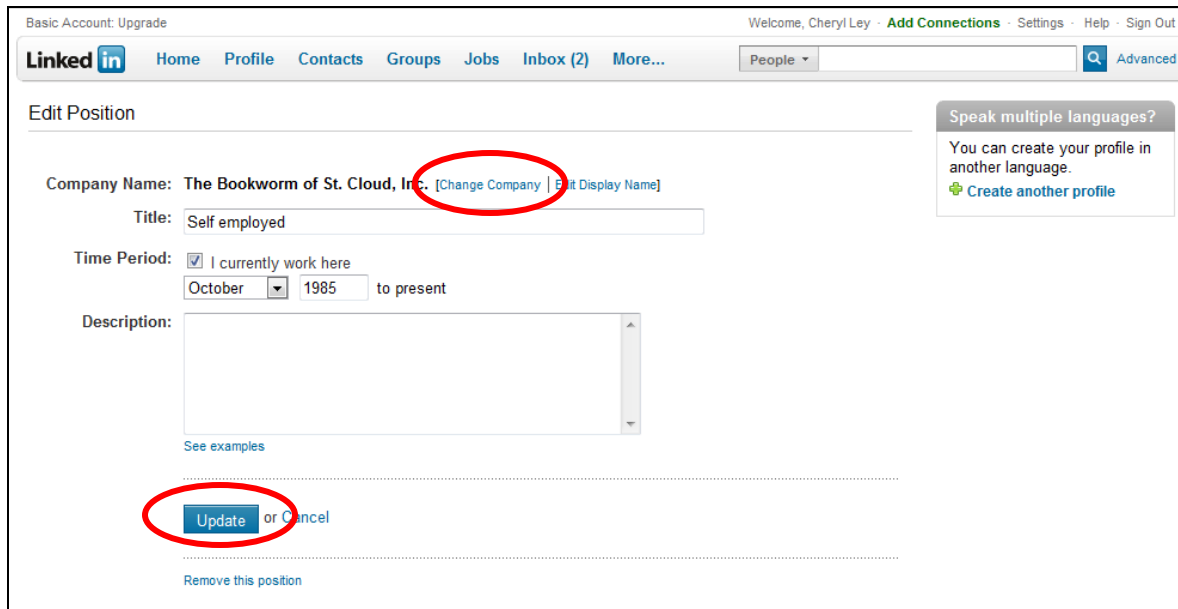 Basic Account: Upgrade
Welcome, Cheryl Ley · Add Connections · Settings · Help · Sign Out
Linked in Home Profile Contacts Groups Jobs Inbox (2) More... People Advanced
Edit Position
Speak multiple languages?
You can create your profile in
another language.
Create another profile
Company Name: The Bookworm of St. Cloud, Inc. [Change Company | Edit Display Name]
Title: Self employed
Time Period: I currently work here
October 1985 to present
Description:
See examples
Update or Cancel
Remove this position